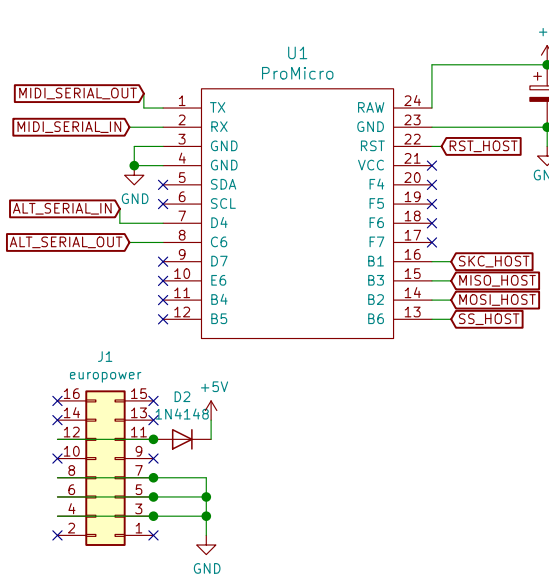 +
U1
ProMicro
MIDI_SERIAL_OUT 1 TX RAW 24
MIDI_SERIAL_IN 2 RX GND 23
3 GND RST 22 RST_HOST
4 GND VCC 21
GND 5 SDA F4 20
6 SCL F5 19
ALT_SERIAL_IN 7 D4 F6 18
ALT_SERIAL_OUT 8 C6 F7 17
9 D7 B1 16 SKC_HOST
10 E6 B3 15 MISO_HOST
11 B4 B2 14 MOSI_HOST
12 B5 B6 13 SS_HOST
+
J1
europower
D2
1N4148
+5V
16 15
14 13
12 11
10 9
8 7
6 5
4 3
2 1
GND